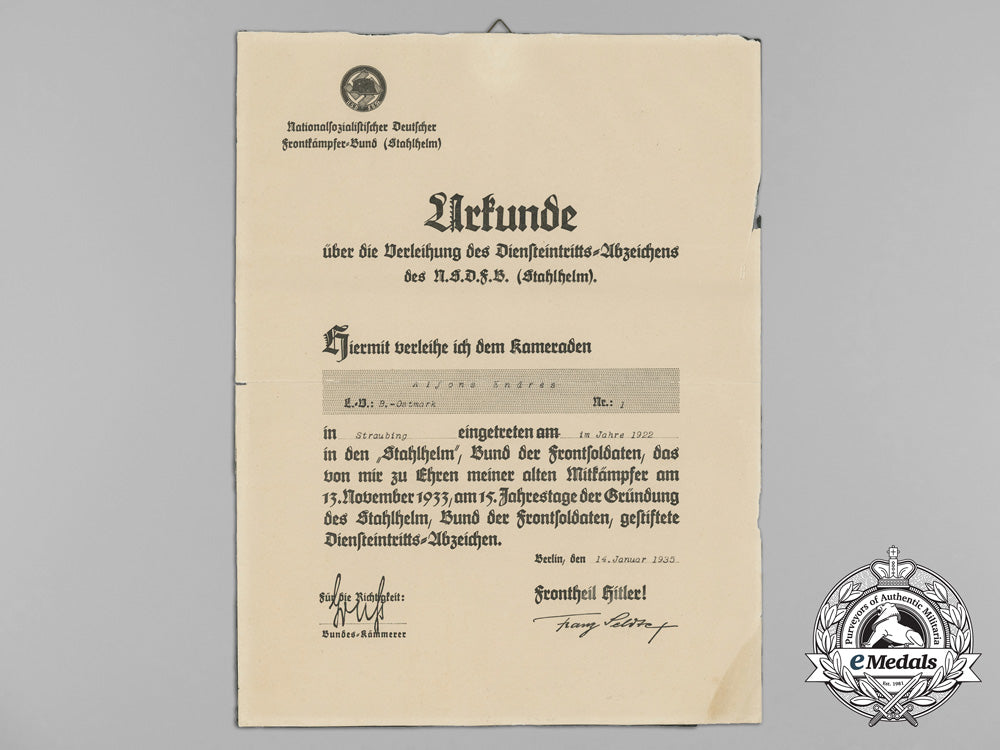 Nationalsozialistischer Deutscher
Frontkämpfer-Bund (Stahlhelm)
Urkunde
über die Verleihung des Diensteintritts-Abzeichens
des N.S.D.F.B. (Stahlhelm).
Hiermit verleihe ich dem Kameraden
Alfons Endres
L.-V.: B.-Ostmark Nr.: j
in Straubing eingetreten am im Jahre 1922
in den „Stahlhelm", Bund der Frontsoldaten, das
von mir zu Ehren meiner alten Mitkämpfer am
13. November 1933, am 15. Jahrestage der Gründung
des Stahlhelm, Bund der Frontsoldaten, gestiftete
Diensteintritts-Abzeichen.
Berlin, den 14. Januar 1935
Für die Richtigkeit:
Bundes-Kämmerer
Frontheil Hitler!
Franz Seldte
Purveyors of Authentic Militaria
eMedals
Est. 1981